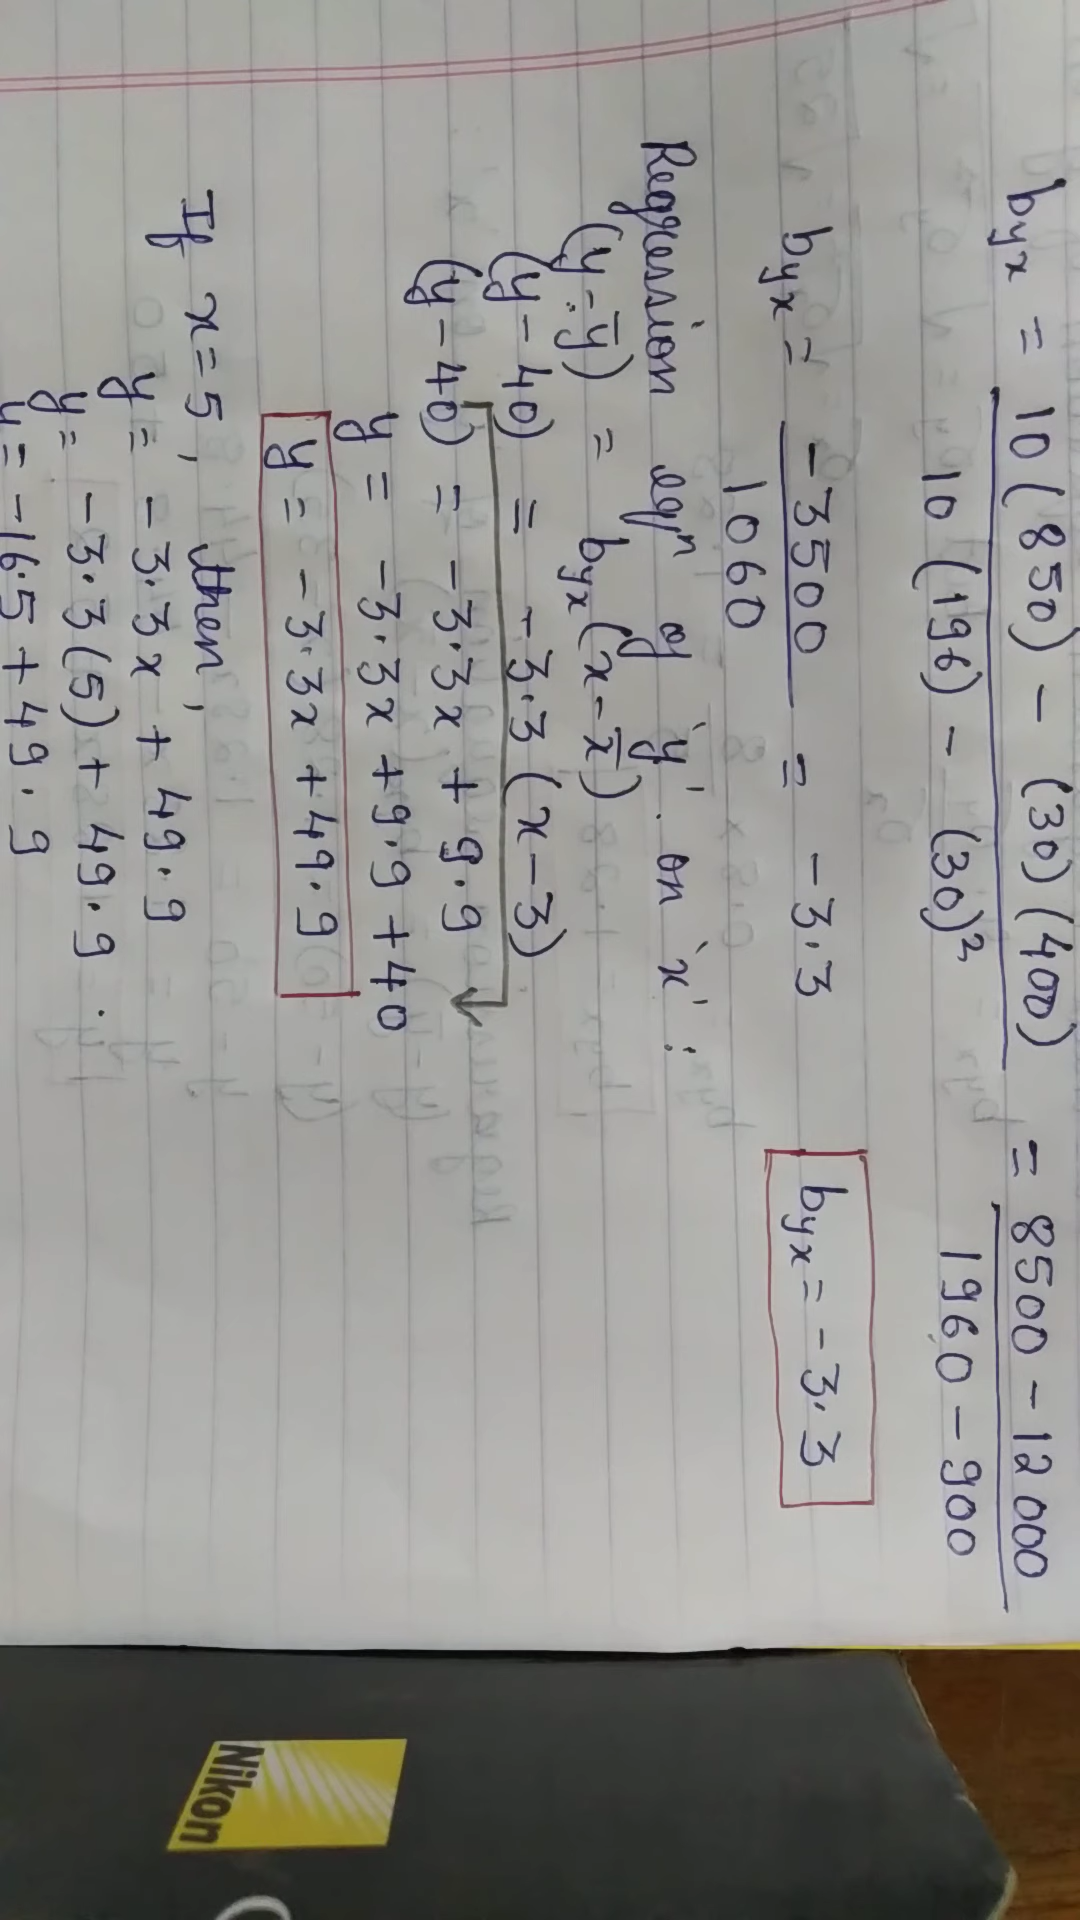 byx = 10(850) - (30)(400) = 8500 - 12000
10(196) - (30)² 1960 - 900
byx = -3500 = -3.3 byx = -3.3
1060
Regression eqⁿ of 'y' on 'x' :
(y - ȳ) = byx(x - x̄)
(y - 40) = -3.3(x - 3)
(y - 40) = -3.3x + 9.9
y = -3.3x + 9.9 + 40
y = -3.3x + 49.9
If x = 5, then,
y = -3.3x + 49.9
y = -3.3(5) + 49.9.
y = -16.5 + 49.9
Nikon